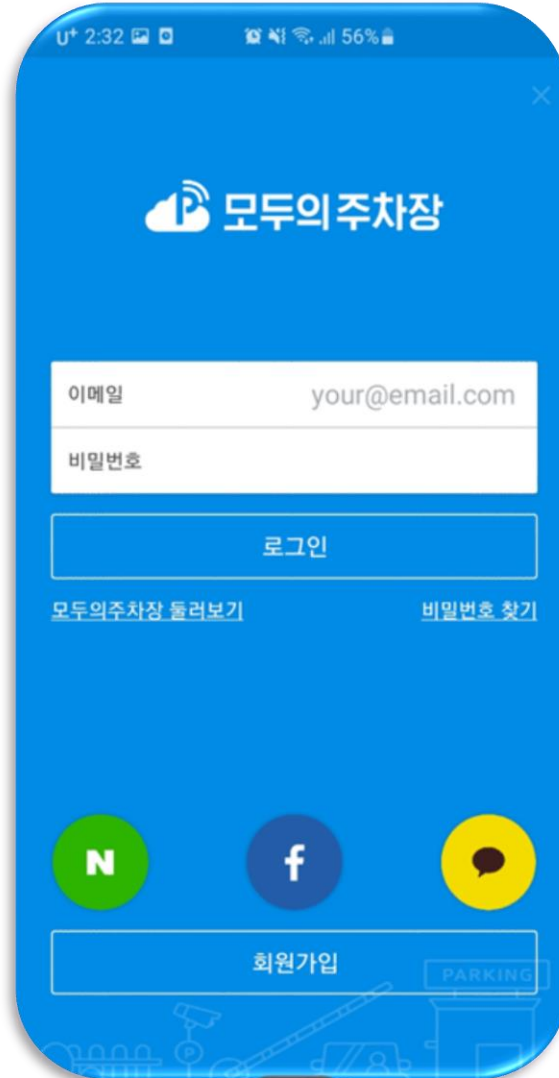 U+ 2:32 56%
P 모두의주차장
이메일 your@email.com
비밀번호
로그인
모두의주차장 둘러보기 비밀번호 찾기
N f
회원가입
PARKING